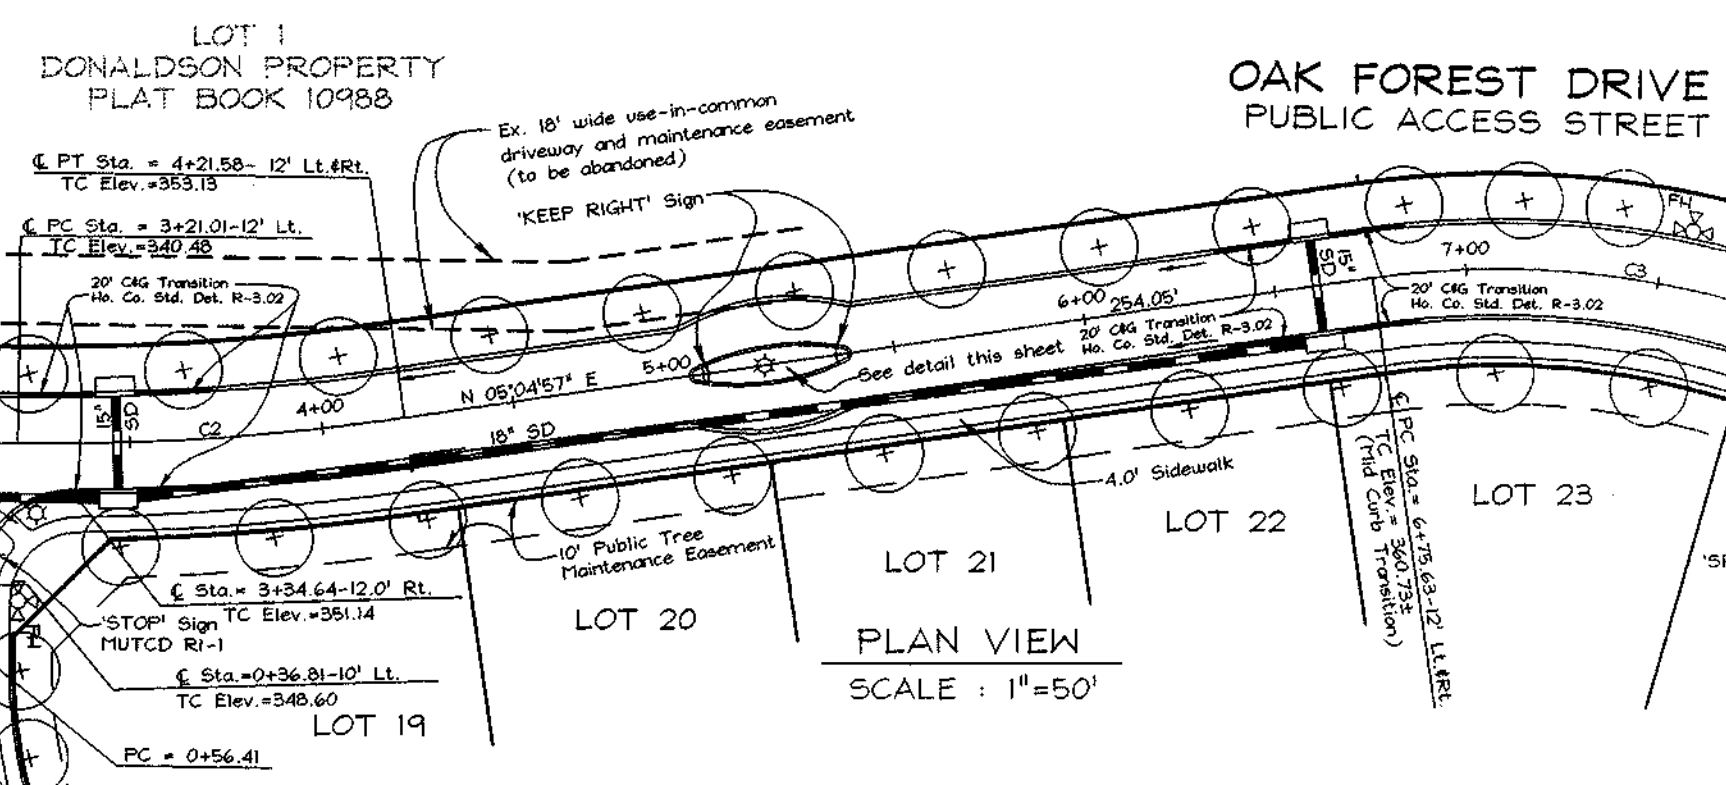 LOT 1
DONALDSON PROPERTY
PLAT BOOK 10988
OAK FOREST DRIVE
PUBLIC ACCESS STREET
Ex. 18' wide use-in-common
driveway and maintenance easement
(to be abandoned)
'KEEP RIGHT' Sign
℄ PT Sta. = 4+21.58- 12' Lt.&Rt.
TC Elev.=353.13
℄ PC Sta. = 3+21.01-12' Lt.
TC Elev.=340.48
20' C&G Transition
Ho. Co. Std. Det. R-3.02
FH
7+00
C3
15"
SD
20' C&G Transition
Ho. Co. Std. Det. R-3.02
6+00
254.05'
20' C&G Transition
Ho. Co. Std. Det. R-3.02
See detail this sheet
5+00
N 05°04'57" E
4+00
C2
15"
SD
18" SD
4.0' Sidewalk
10' Public Tree
Maintenance Easement
℄ PC Sta.= 6+75.63-12' Lt.&Rt.
TC Elev.= 360.73±
(Mid Curb Transition)
LOT 23
LOT 22
LOT 21
LOT 20
LOT 19
℄ Sta.= 3+34.64-12.0' Rt.
TC Elev.=351.14
'STOP' Sign
MUTCD R1-1
℄ Sta.=0+36.81-10' Lt.
TC Elev.=348.60
PC = 0+56.41
PLAN VIEW
SCALE : 1"=50'